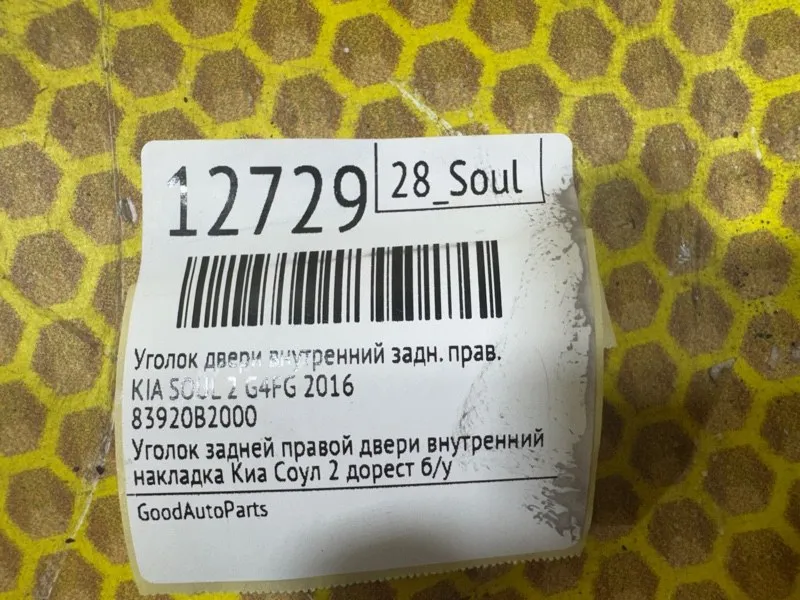 12729
28_Soul
Уголок двери внутренний задн. прав.
KIA SOUL 2 G4FG 2016
83920B2000
Уголок задней правой двери внутренний
накладка Киа Соул 2 дорест б/у
GoodAutoParts